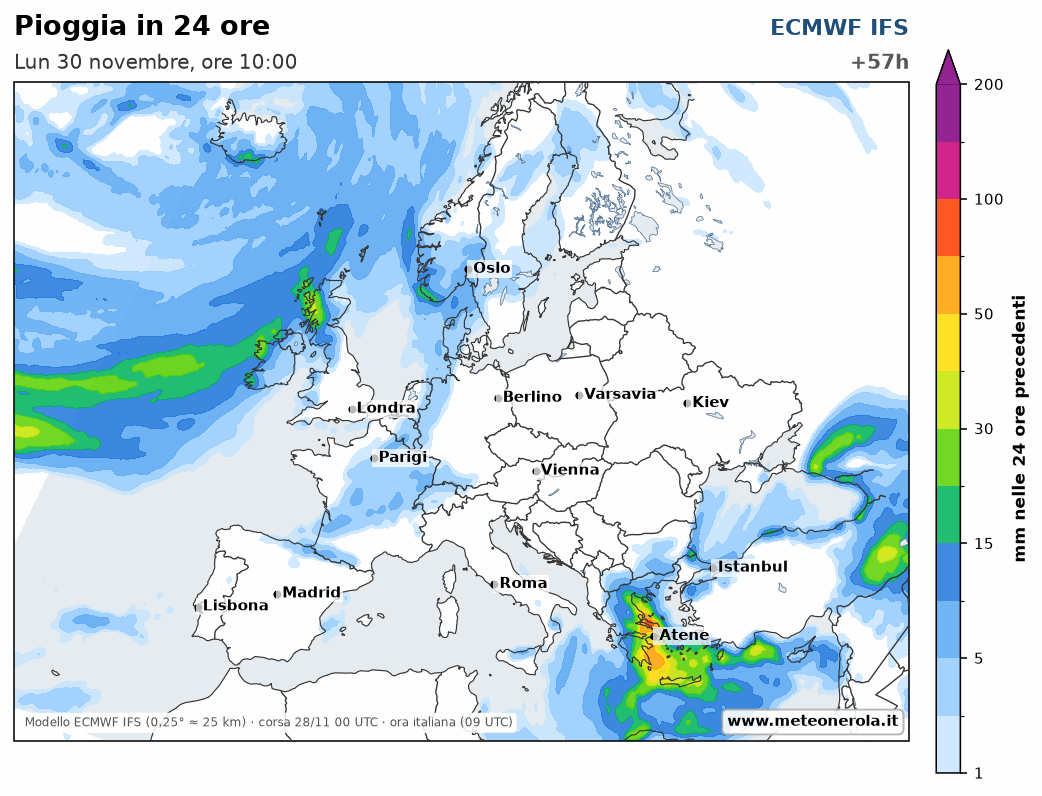 Pioggia in 24 ore
ECMWF IFS
Lun 30 novembre, ore 10:00
+57h
200
100
50
30
15
5
1
mm nelle 24 ore precedenti
Oslo
Berlino
Varsavia
Kiev
Londra
Parigi
Vienna
Istanbul
Roma
Madrid
Lisbona
Atene
Modello ECMWF IFS (0,25° ≈ 25 km) · corsa 28/11 00 UTC · ora italiana (09 UTC)
www.meteonerola.it